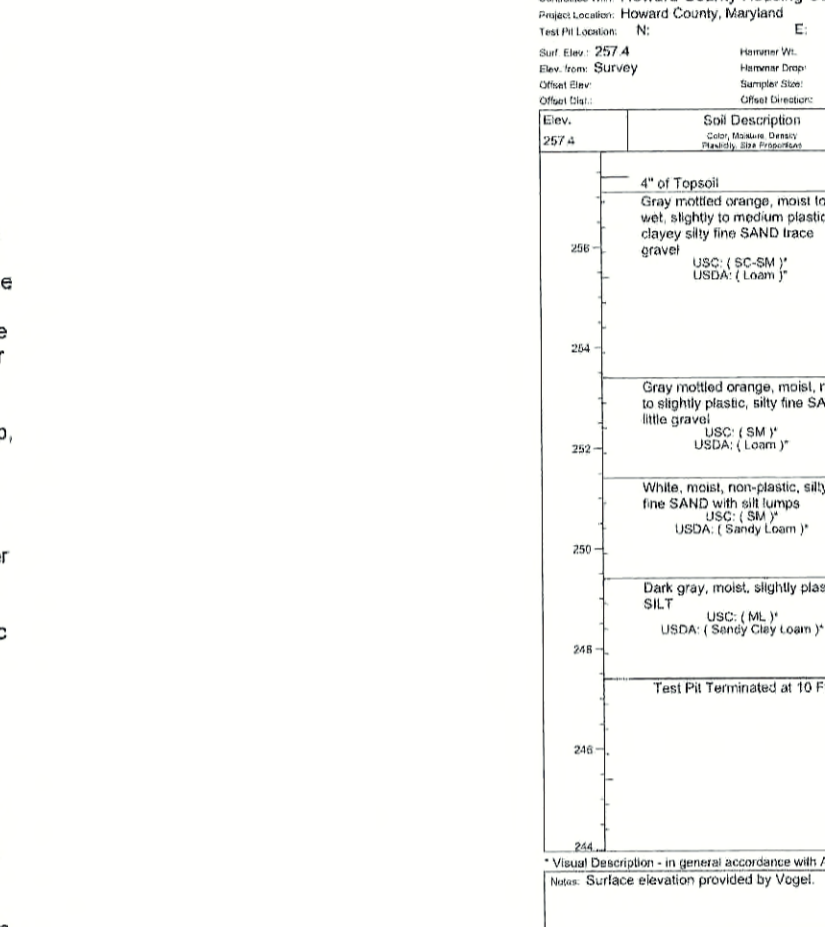 Project Location: Howard County, Maryland
Test Pit Location: N: E:
Surf. Elev.: 257.4 Hammer Wt.
Elev. from: Survey Hammer Drop:
Offset Elev: Sampler Size:
Offset Dist.: Offset Direction:
Elev. Soil Description
257.4 Color, Moisture, Density
Plasticity, Size Proportions
4" of Topsoil
Gray mottled orange, moist to
wet, slightly to medium plastic
clayey silty fine SAND trace
256 gravel
USC: ( SC-SM )*
USDA: ( Loam )*
254
Gray mottled orange, moist,
to slightly plastic, silty fine
little gravel
USC: ( SM )*
252 USDA: ( Loam )*
White, moist, non-plastic, silty
fine SAND with silt lumps
USC: ( SM )*
USDA: ( Sandy Loam )*
250
Dark gray, moist, slightly
SILT
USC: ( ML )*
USDA: ( Sandy Clay Loam )*
248
Test Pit Terminated at 10
246
244
* Visual Description - in general accordance with
Notes: Surface elevation provided by Vogel.